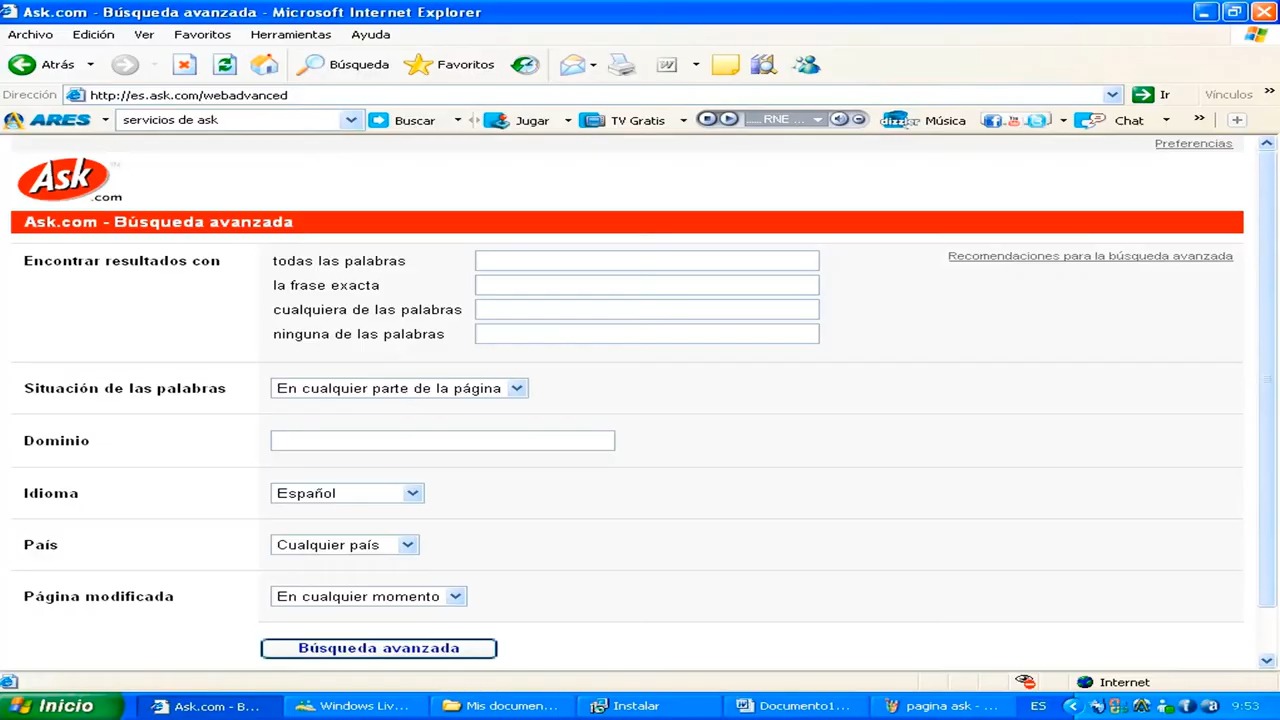 Ask.com - Búsqueda avanzada - Microsoft Internet Explorer
Archivo Edición Ver Favoritos Herramientas Ayuda
Atrás Búsqueda Favoritos
Dirección http://es.ask.com/webadvanced Ir Vínculos »
ARES servicios de ask Buscar Jugar TV Gratis RNE ... dizzler Música Chat »
Preferencias
Ask.com
Ask.com - Búsqueda avanzada
Encontrar resultados con todas las palabras Recomendaciones para la búsqueda avanzada
la frase exacta
cualquiera de las palabras
ninguna de las palabras
Situación de las palabras En cualquier parte de la página
Dominio
Idioma Español
País Cualquier país
Página modificada En cualquier momento
Búsqueda avanzada
Internet
Inicio Ask.com - B... Windows Liv... Mis documen... Instalar Documento1... pagina ask - ... ES 9:53